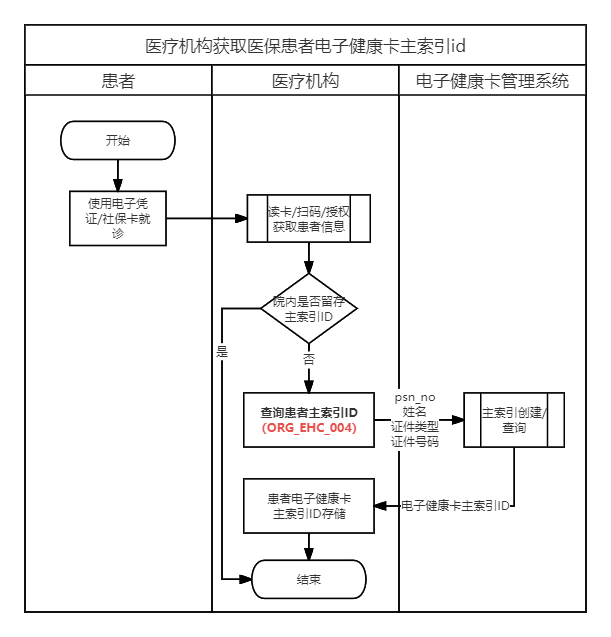 医疗机构获取医保患者电子健康卡主索引id
患者
医疗机构
电子健康卡管理系统
开始
使用电子凭
证/社保卡就
诊
读卡/扫码/授权
获取患者信息
院内是否留存
主索引ID
是
否
查询患者主索引ID
(ORG_EHC_004)
psn_no
姓名
证件类型
证件号码
主索引创建/
查询
电子健康卡主索引ID
患者电子健康卡
主索引ID存储
结束